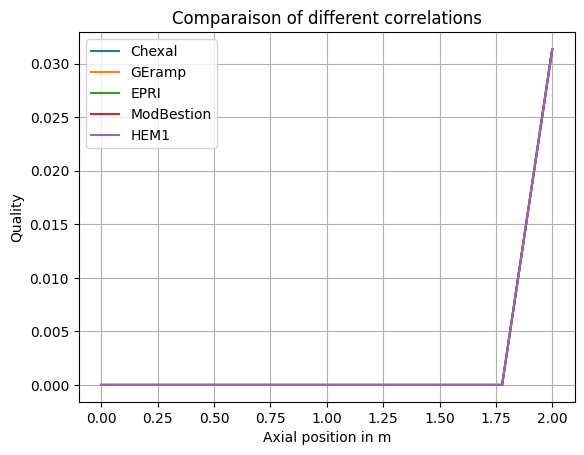 Comparaison of different correlations
Chexal
GEramp
EPRI
ModBestion
HEM1
Quality
0.030
0.025
0.020
0.015
0.010
0.005
0.000
0.00 0.25 0.50 0.75 1.00 1.25 1.50 1.75 2.00
Axial position in m